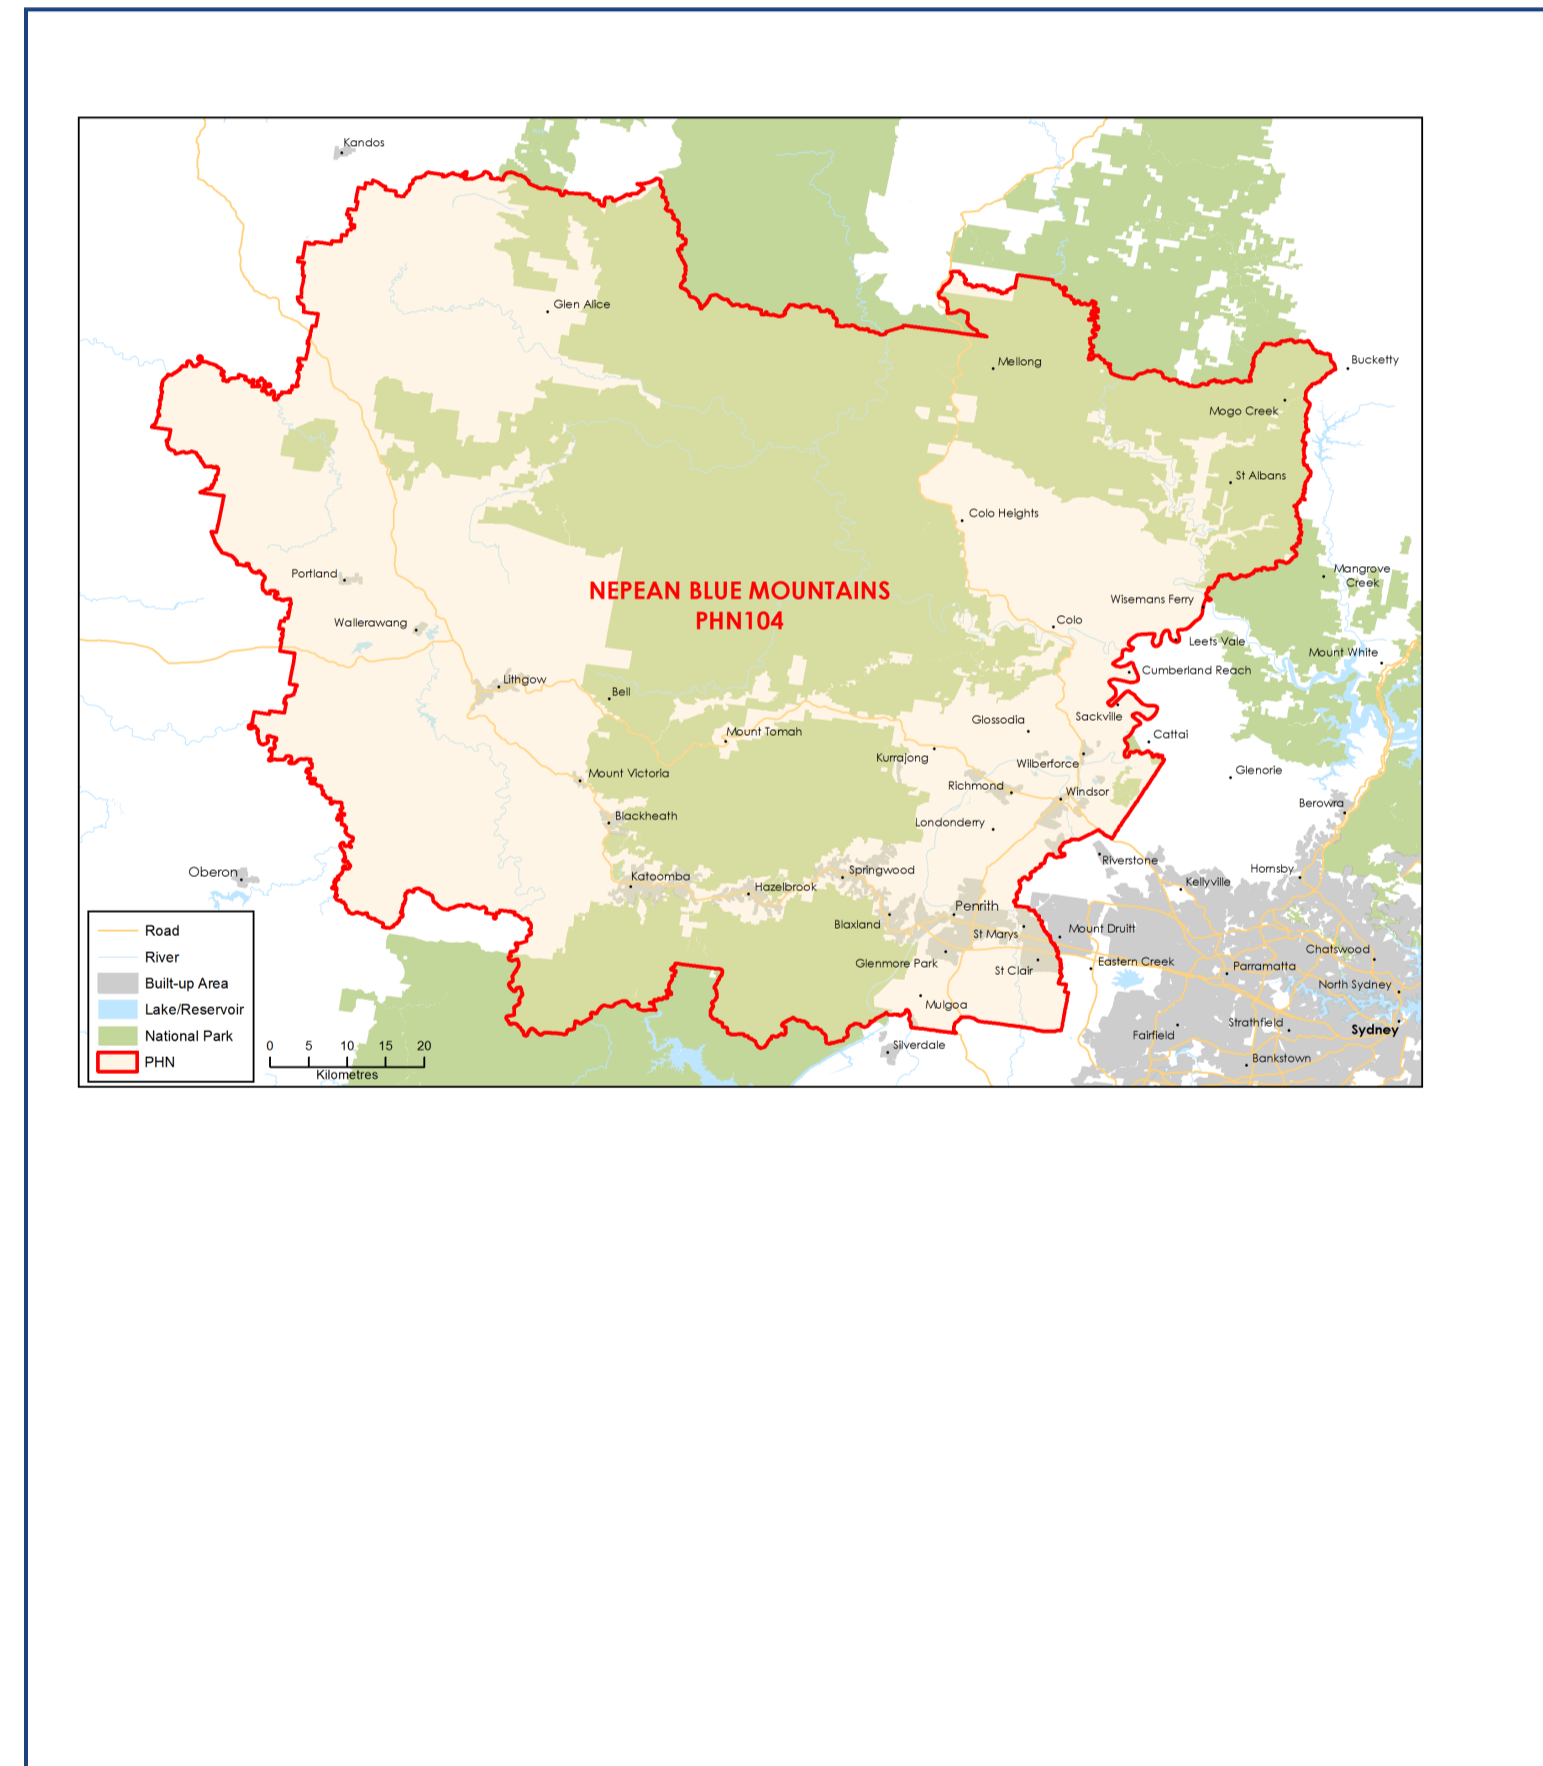 Kandos
Glen Alice
Mellong
Bucketty
Mogo Creek
St Albans
Colo Heights
Portland
Mangrove
Creek
NEPEAN BLUE MOUNTAINS
PHN104
Wisemans Ferry
Wallerawang
Colo
Leets Vale
Mount White
Cumberland Reach
Lithgow
Bell
Glossodia
Sackville
Mount Tomah
Cattai
Kurrajong
Wilberforce
Glenorie
Mount Victoria
Richmond
Windsor
Berowra
Blackheath
Londonderry
Riverstone
Oberon
Katoomba
Springwood
Hornsby
Kellyville
Hazelbrook
Penrith
Blaxland
St Marys
Mount Druitt
Chatswood
Glenmore Park
St Clair
Eastern Creek
Parramatta
North Sydney
Mulgoa
Fairfield
Strathfield
Sydney
Silverdale
Bankstown
Road
River
Built-up Area
Lake/Reservoir
National Park
PHN
0 5 10 15 20
Kilometres